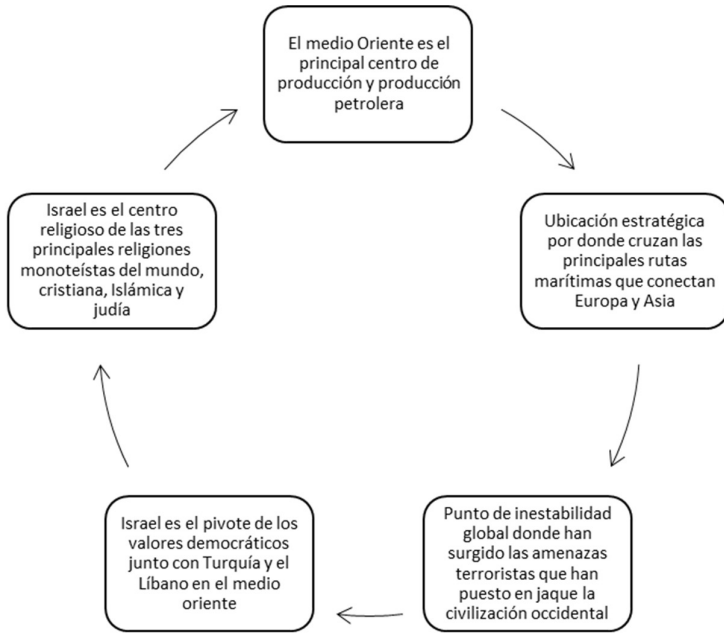 El medio Oriente es el
principal centro de
producción y producción
petrolera
Ubicación estratégica
por donde cruzan las
principales rutas
marítimas que conectan
Europa y Asia
Punto de inestabilidad
global donde han
surgido las amenazas
terroristas que han
puesto en jaque la
civilización occidental
Israel es el pivote de los
valores democráticos
junto con Turquía y el
Líbano en el medio
oriente
Israel es el centro
religioso de las tres
principales religiones
monoteístas del mundo,
cristiana, Islámica y
judía